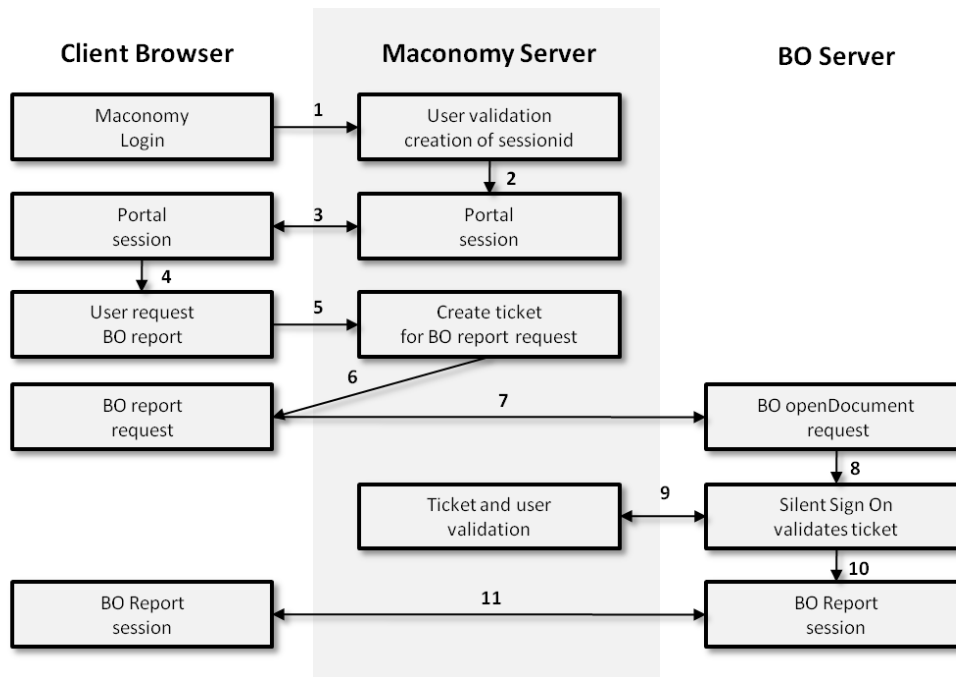 Client Browser
Maconomy Server
BO Server
Maconomy
Login
1
User validation
creation of sessionid
2
Portal
session
3
Portal
session
4
User request
BO report
5
Create ticket
for BO report request
6
BO report
request
7
BO openDocument
request
8
Ticket and user
validation
9
Silent Sign On
validates ticket
10
BO Report
session
11
BO Report
session